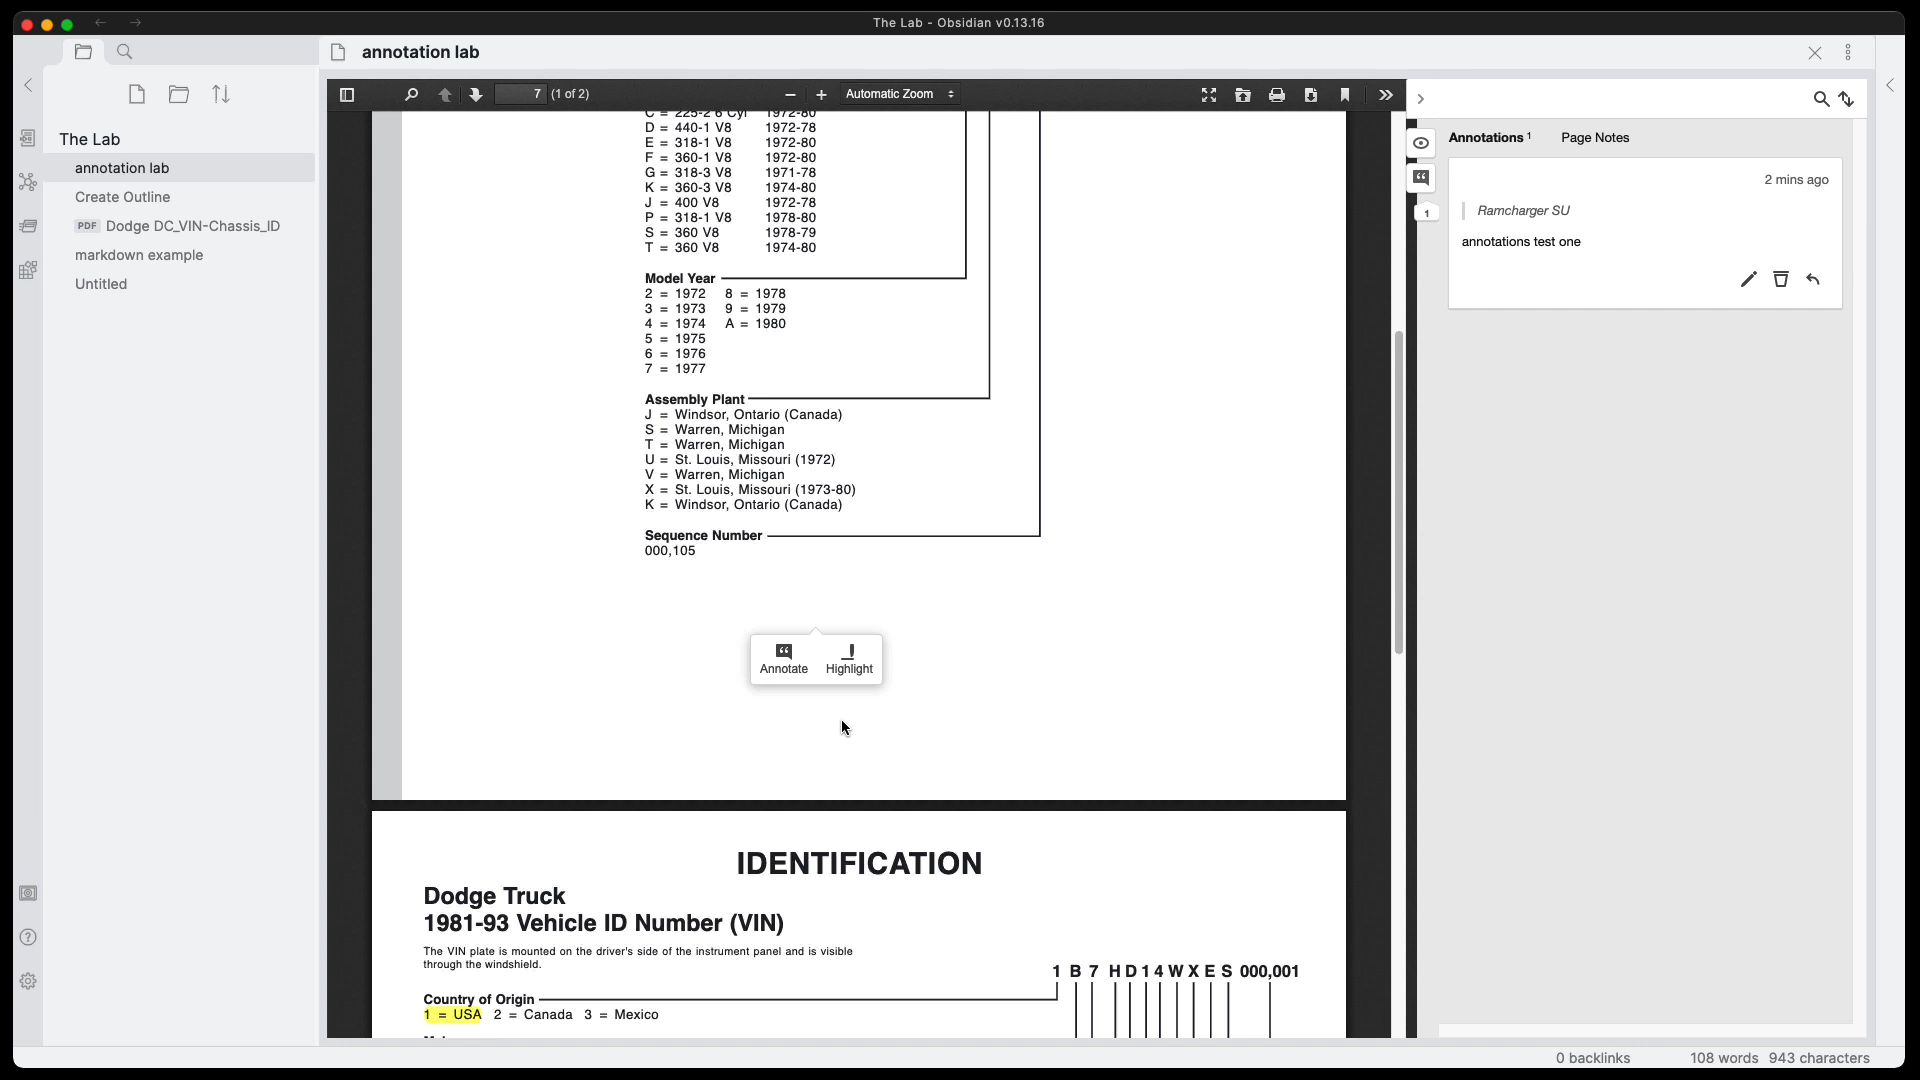 The Lab - Obsidian v0.13.16
annotation lab
The Lab
annotation lab
Create Outline
PDF Dodge DC_VIN-Chassis_ID
markdown example
Untitled
7 (1 of 2)
Automatic Zoom
C = 225-2 6 Cyl 1972-80
D = 440-1 V8 1972-78
E = 318-1 V8 1972-80
F = 360-1 V8 1972-80
G = 318-3 V8 1971-78
K = 360-3 V8 1974-80
J = 400 V8 1972-78
P = 318-1 V8 1978-80
S = 360 V8 1978-79
T = 360 V8 1974-80
Model Year
2 = 1972 8 = 1978
3 = 1973 9 = 1979
4 = 1974 A = 1980
5 = 1975
6 = 1976
7 = 1977
Assembly Plant
J = Windsor, Ontario (Canada)
S = Warren, Michigan
T = Warren, Michigan
U = St. Louis, Missouri (1972)
V = Warren, Michigan
X = St. Louis, Missouri (1973-80)
K = Windsor, Ontario (Canada)
Sequence Number
000,105
Annotate Highlight
IDENTIFICATION
Dodge Truck
1981-93 Vehicle ID Number (VIN)
The VIN plate is mounted on the driver's side of the instrument panel and is visible
through the windshield.
1 B 7 H D 1 4 W X E S 000,001
Country of Origin
1 = USA 2 = Canada 3 = Mexico
Annotations 1 Page Notes
1
2 mins ago
Ramcharger SU
annotations test one
0 backlinks 108 words 943 characters